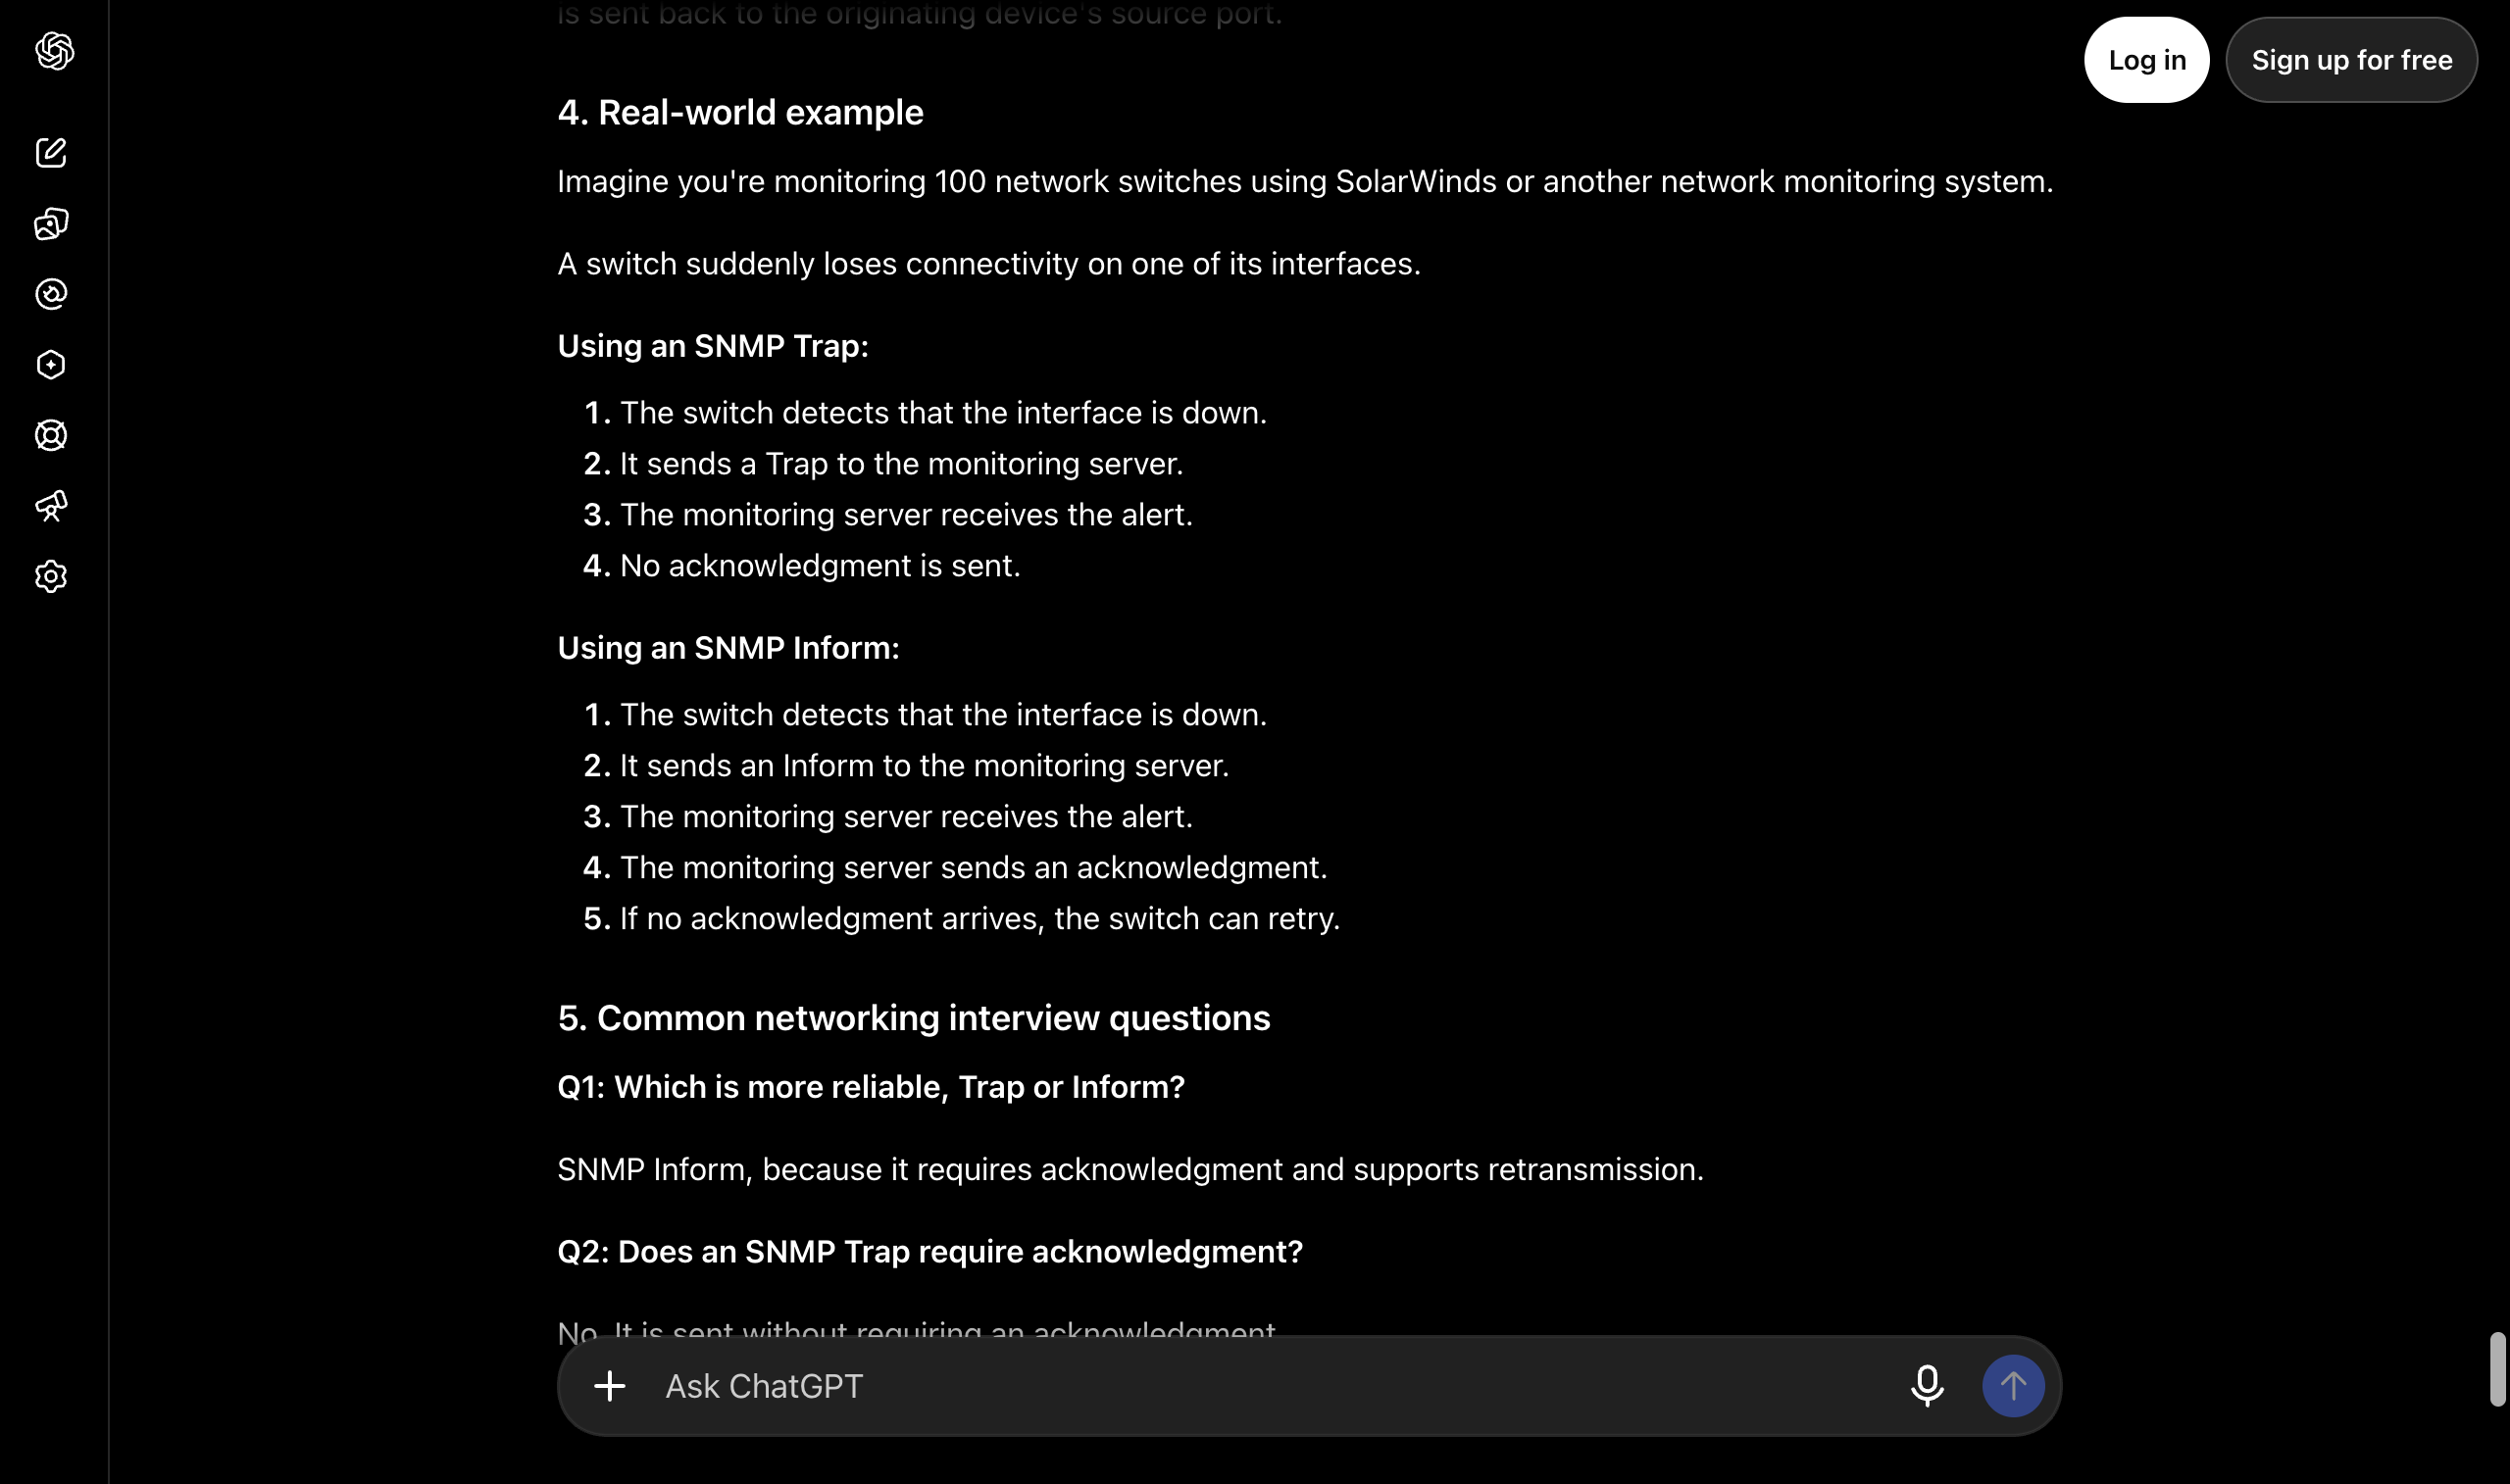 is sent back to the originating device's source port.
Log in
Sign up for free
4. Real-world example
Imagine you're monitoring 100 network switches using SolarWinds or another network monitoring system.
A switch suddenly loses connectivity on one of its interfaces.
Using an SNMP Trap:
1. The switch detects that the interface is down.
2. It sends a Trap to the monitoring server.
3. The monitoring server receives the alert.
4. No acknowledgment is sent.
Using an SNMP Inform:
1. The switch detects that the interface is down.
2. It sends an Inform to the monitoring server.
3. The monitoring server receives the alert.
4. The monitoring server sends an acknowledgment.
5. If no acknowledgment arrives, the switch can retry.
5. Common networking interview questions
Q1: Which is more reliable, Trap or Inform?
SNMP Inform, because it requires acknowledgment and supports retransmission.
Q2: Does an SNMP Trap require acknowledgment?
No. It is sent without requiring an acknowledgment.
Ask ChatGPT